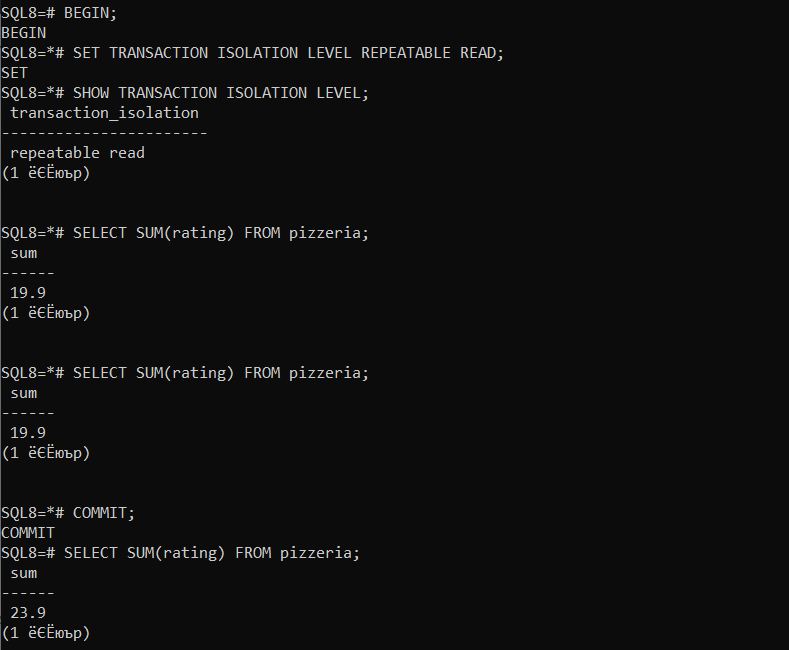 SQL8=# BEGIN;
BEGIN
SQL8=*# SET TRANSACTION ISOLATION LEVEL REPEATABLE READ;
SET
SQL8=*# SHOW TRANSACTION ISOLATION LEVEL;
transaction_isolation
-----------------------
repeatable read
(1 ёЄЁюър)
SQL8=*# SELECT SUM(rating) FROM pizzeria;
sum
------
19.9
(1 ёЄЁюър)
SQL8=*# SELECT SUM(rating) FROM pizzeria;
sum
------
19.9
(1 ёЄЁюър)
SQL8=*# COMMIT;
COMMIT
SQL8=# SELECT SUM(rating) FROM pizzeria;
sum
------
23.9
(1 ёЄЁюър)